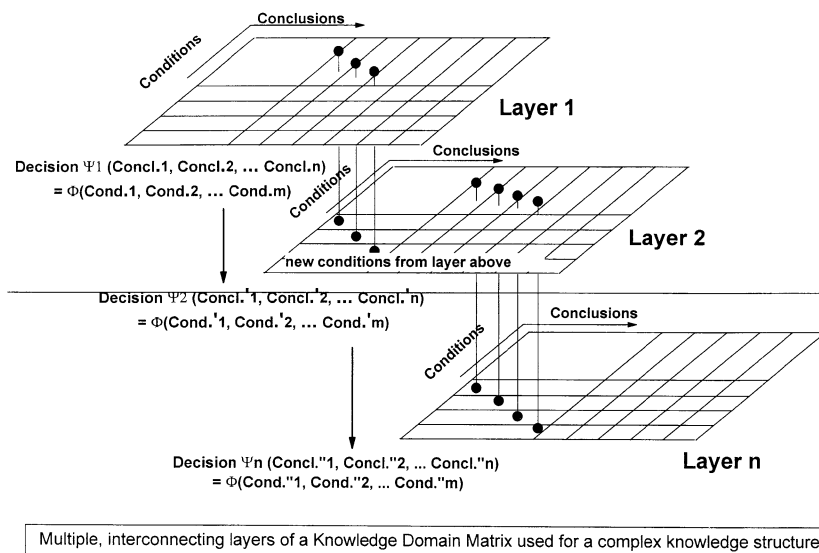 Conclusions
Conditions
Layer 1
Decision Ψ1 (Concl.1, Concl.2, ... Concl.n)
= Φ(Cond.1, Cond.2, ... Cond.m)
Conclusions
Conditions
Layer 2
new conditions from layer above
Decision Ψ2 (Concl.'1, Concl.'2, ... Concl.'n)
= Φ(Cond.'1, Cond.'2, ... Cond.'m)
Conclusions
Conditions
Layer n
Decision Ψn (Concl."1, Concl."2, ... Concl."n)
= Φ(Cond."1, Cond."2, ... Cond."m)
Multiple, interconnecting layers of a Knowledge Domain Matrix used for a complex knowledge structure